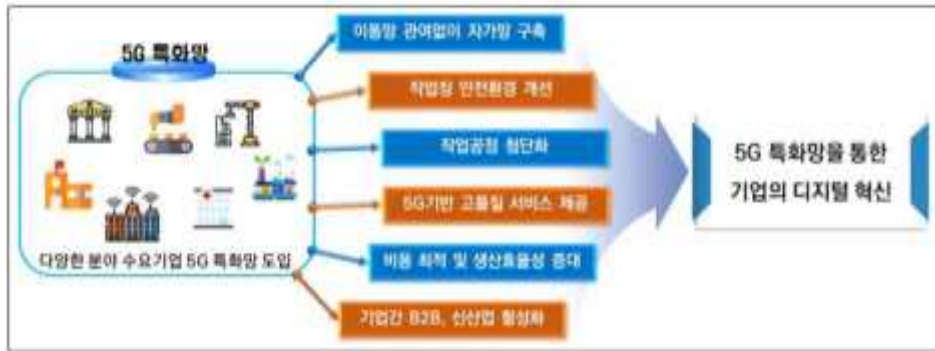 5G 특화망
다양한 분야 수요기업 5G 특화망 도입
이동망 관여없이 자가망 구축
작업장 안전환경 개선
작업공정 첨단화
5G기반 고품질 서비스 제공
비용 최적 및 생산효율성 증대
기업간 B2B, 신산업 활성화
5G 특화망을 통한
기업의 디지털 혁신